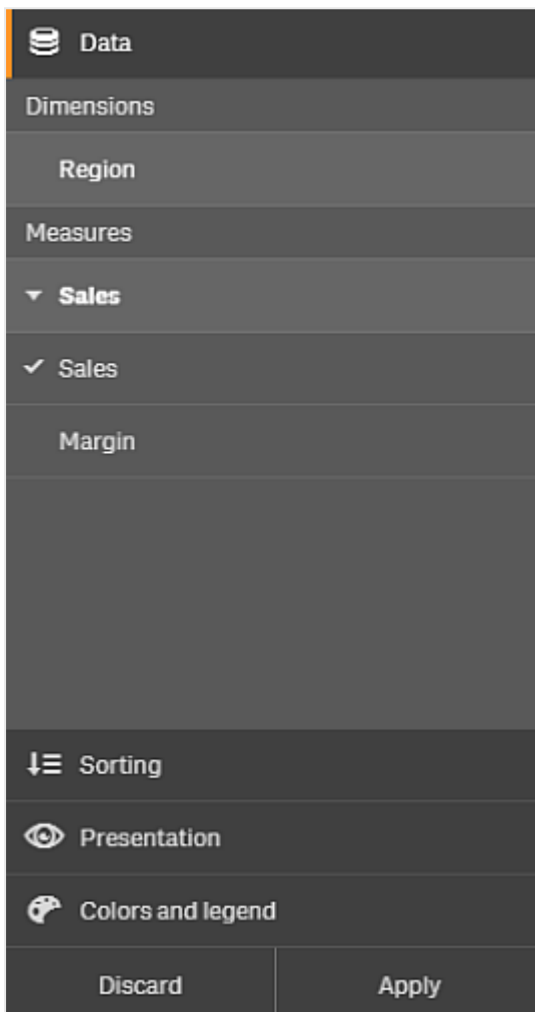 Data
Dimensions
Region
Measures
Sales
Sales
Margin
Sorting
Presentation
Colors and legend
Discard Apply